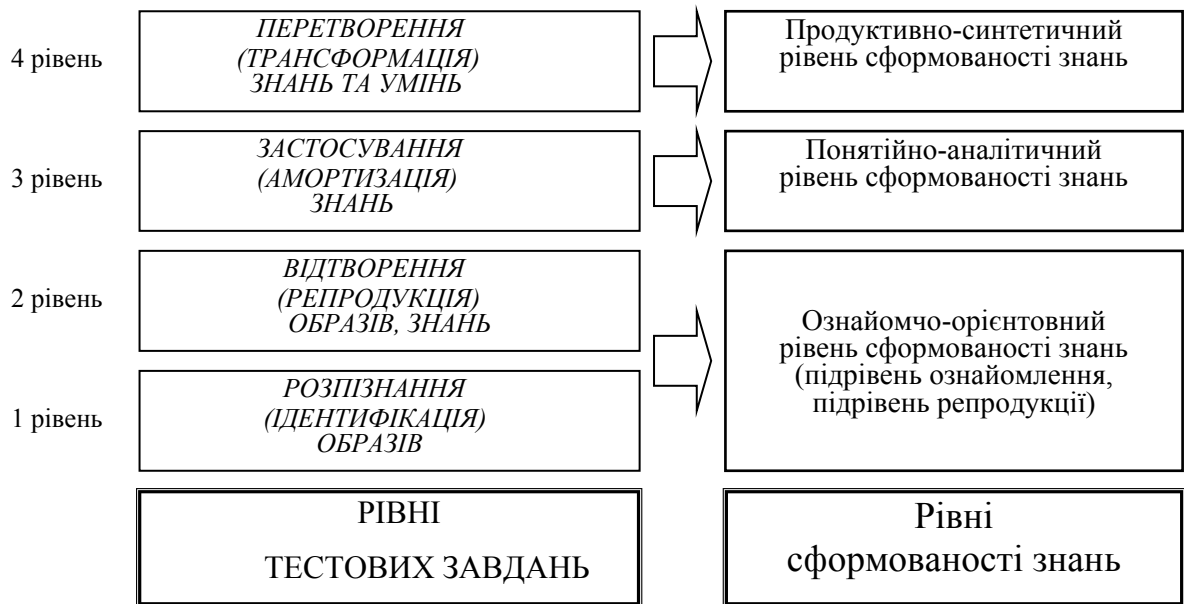 4 рівень
ПЕРЕТВОРЕННЯ
(ТРАНСФОРМАЦІЯ)
ЗНАНЬ ТА УМІНЬ
Продуктивно-синтетичний
рівень сформованості знань
3 рівень
ЗАСТОСУВАННЯ
(АМОРТИЗАЦІЯ)
ЗНАНЬ
Понятійно-аналітичний
рівень сформованості знань
2 рівень
ВІДТВОРЕННЯ
(РЕПРОДУКЦІЯ)
ОБРАЗІВ, ЗНАНЬ
1 рівень
РОЗПІЗНАННЯ
(ІДЕНТИФІКАЦІЯ)
ОБРАЗІВ
Ознайомчо-орієнтовний
рівень сформованості знань
(підрівень ознайомлення,
підрівень репродукції)
РІВНІ
ТЕСТОВИХ ЗАВДАНЬ
Рівні
сформованості знань